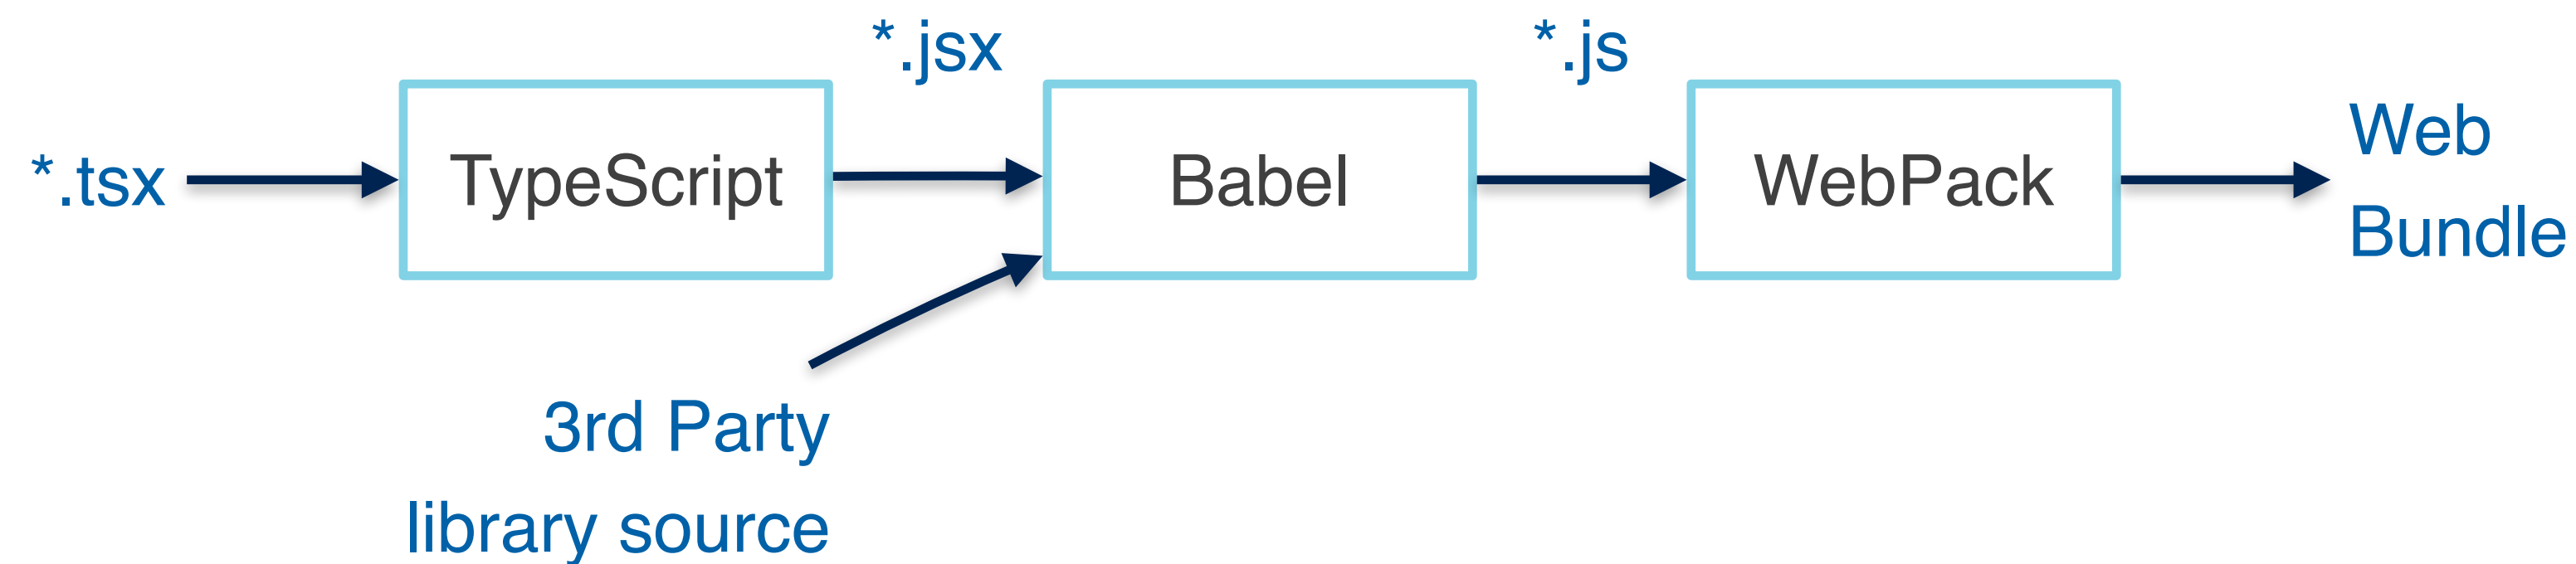 *.tsx
TypeScript
*.jsx
Babel
*.js
WebPack
Web
Bundle
3rd Party
library source